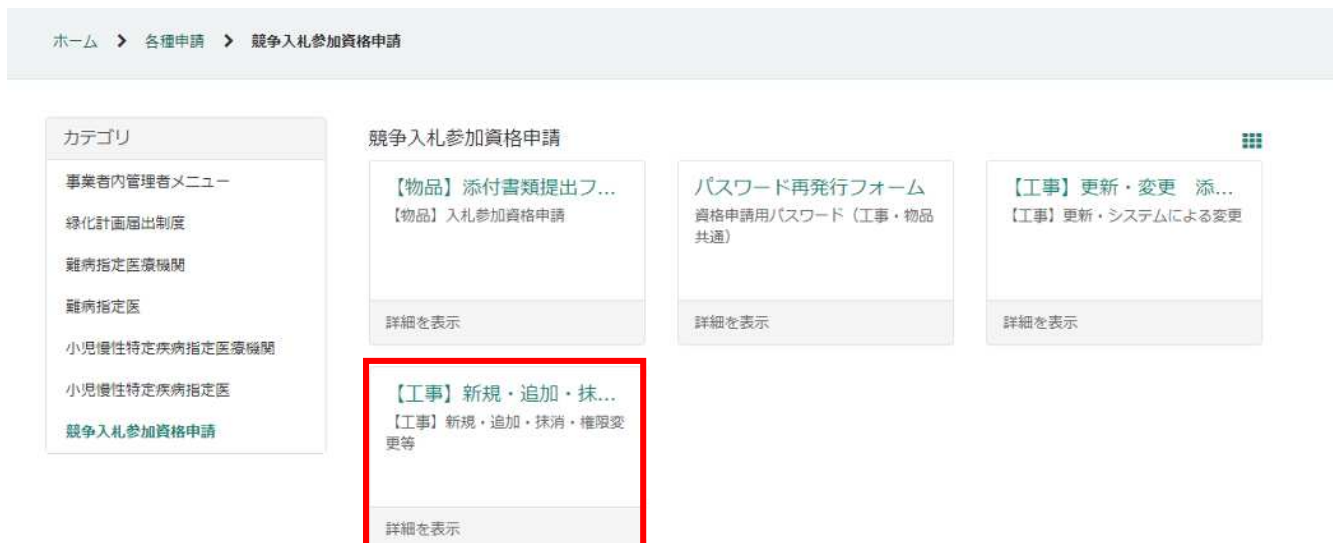 ホーム > 各種申請 > 競争入札参加資格申請
カテゴリ
事業者内管理者メニュー
緑化計画届出制度
難病指定医療機関
難病指定医
小児慢性特定疾病指定医療機関
小児慢性特定疾病指定医
競争入札参加資格申請
競争入札参加資格申請
【物品】添付書類提出フ...
【物品】入札参加資格申請
詳細を表示
パスワード再発行フォーム
資格申請用パスワード（工事・物品
共通）
詳細を表示
【工事】更新・変更　添...
【工事】更新・システムによる変更
詳細を表示
【工事】新規・追加・抹...
【工事】新規・追加・抹消・権限変
更等
詳細を表示